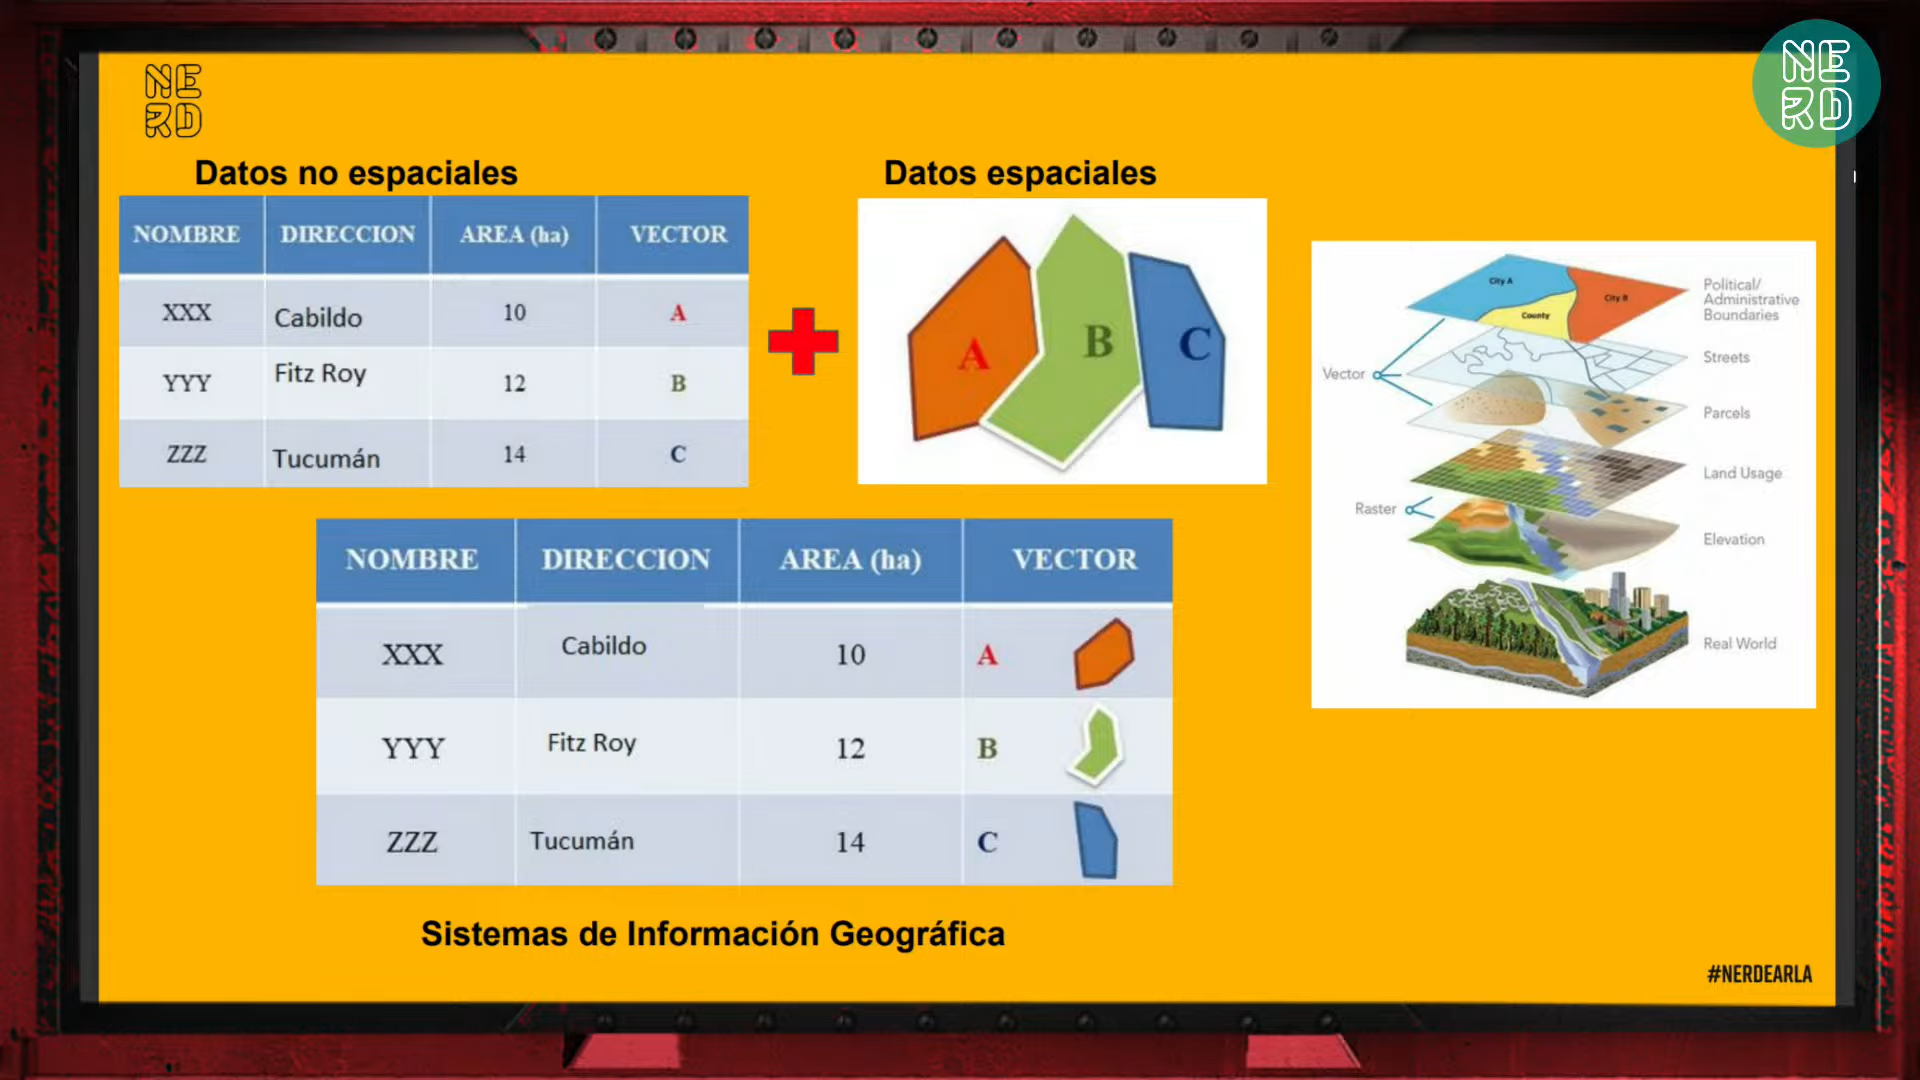 NE
RD
NE
RD
Datos no espaciales
NOMBRE DIRECCION AREA (ha) VECTOR
XXX Cabildo 10 A
YYY Fitz Roy 12 B
ZZZ Tucumán 14 C
Datos espaciales
A B C
City A
City B
County
Political/
Administrative
Boundaries
Streets
Vector
Parcels
Land Usage
Raster
Elevation
Real World
NOMBRE DIRECCION AREA (ha) VECTOR
XXX Cabildo 10 A
YYY Fitz Roy 12 B
ZZZ Tucumán 14 C
Sistemas de Información Geográfica
#NERDEARLA